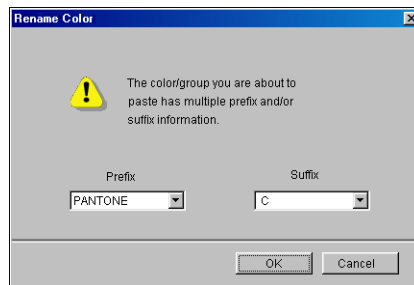 Rename Color
The color/group you are about to
paste has multiple prefix and/or
suffix information.
Prefix Suffix
PANTONE C
OK Cancel